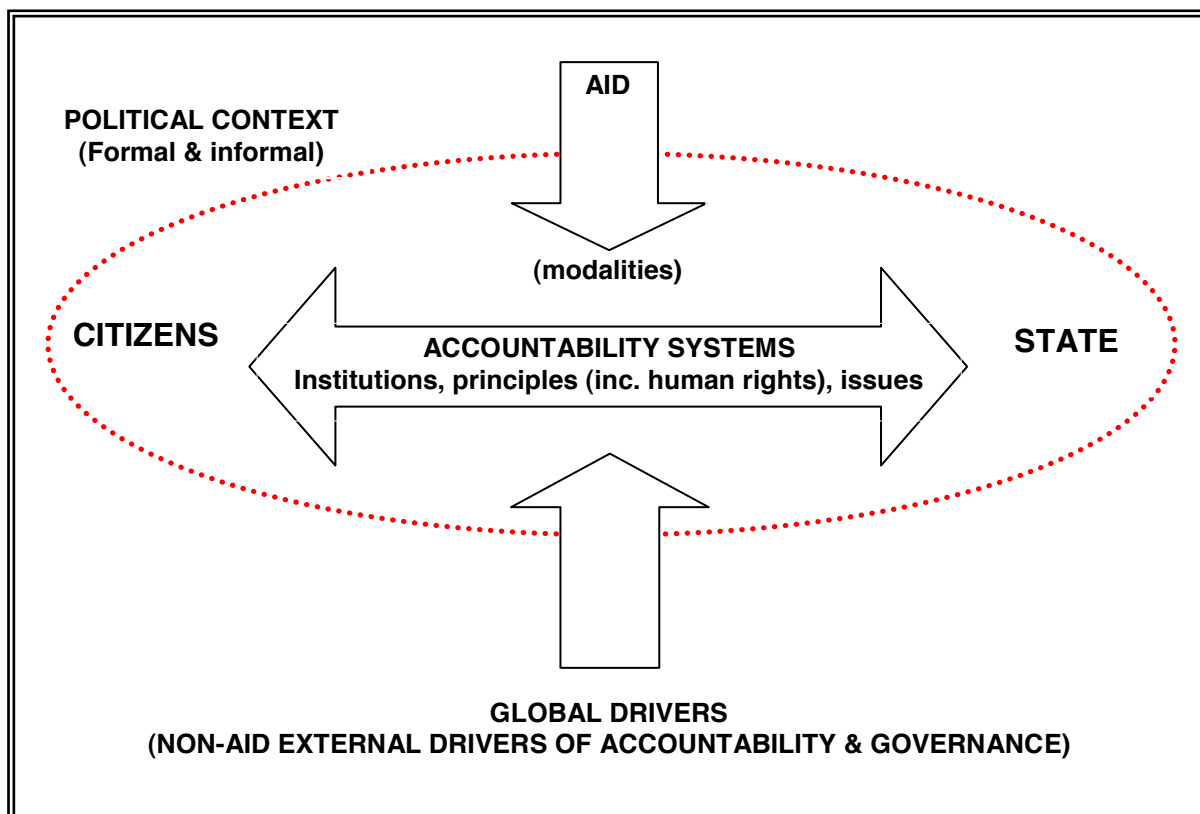 AID
POLITICAL CONTEXT
(Formal & informal)
(modalities)
CITIZENS
STATE
ACCOUNTABILITY SYSTEMS
Institutions, principles (inc. human rights), issues
GLOBAL DRIVERS
(NON-AID EXTERNAL DRIVERS OF ACCOUNTABILITY & GOVERNANCE)